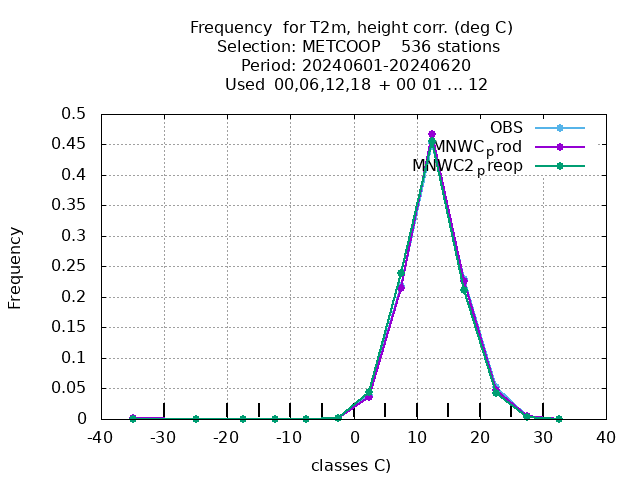 Frequency for T2m, height corr. (deg C)
Selection: METCOOP 536 stations
Period: 20240601-20240620
Used 00,06,12,18 + 00 01 ... 12
OBS
MNWC_prod
MNWC2_preop
0.5
0.45
0.4
0.35
0.3
0.25
0.2
0.15
0.1
0.05
0
-40 -30 -20 -10 0 10 20 30 40
Frequency
classes C)